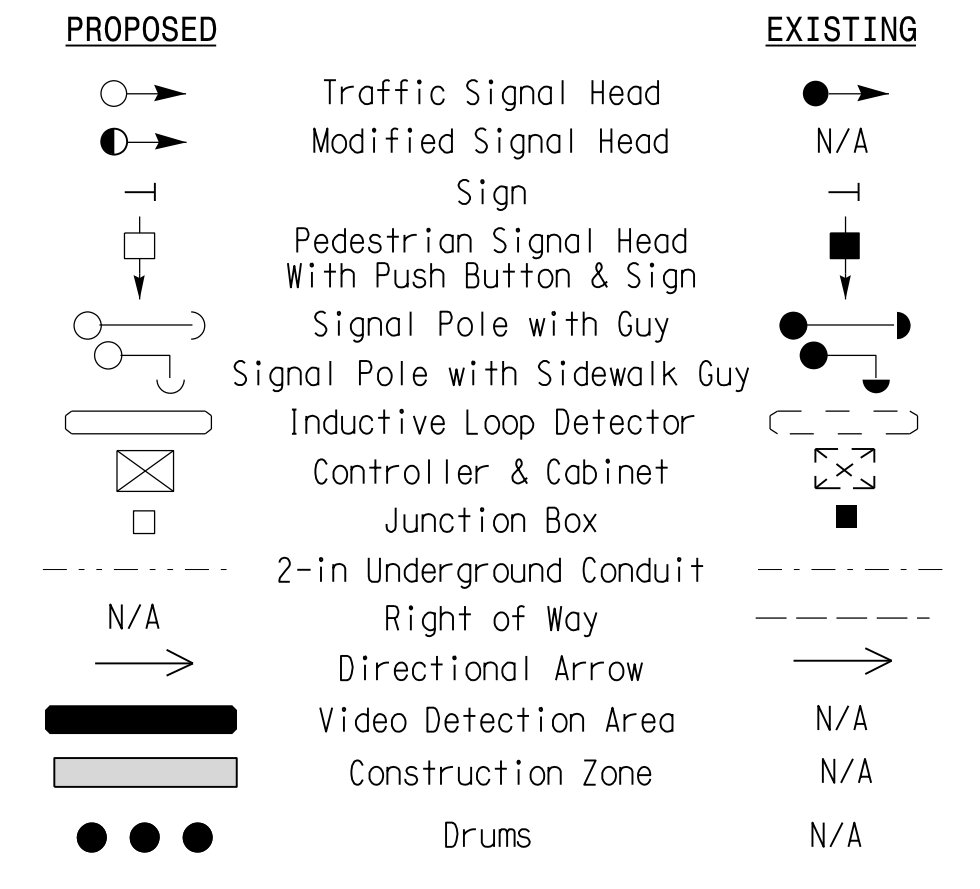 PROPOSED EXISTING
Traffic Signal Head
Modified Signal Head N/A
Sign
Pedestrian Signal Head
With Push Button & Sign
Signal Pole with Guy
Signal Pole with Sidewalk Guy
Inductive Loop Detector
Controller & Cabinet
Junction Box
2-in Underground Conduit
N/A Right of Way
Directional Arrow
Video Detection Area N/A
Construction Zone N/A
Drums N/A